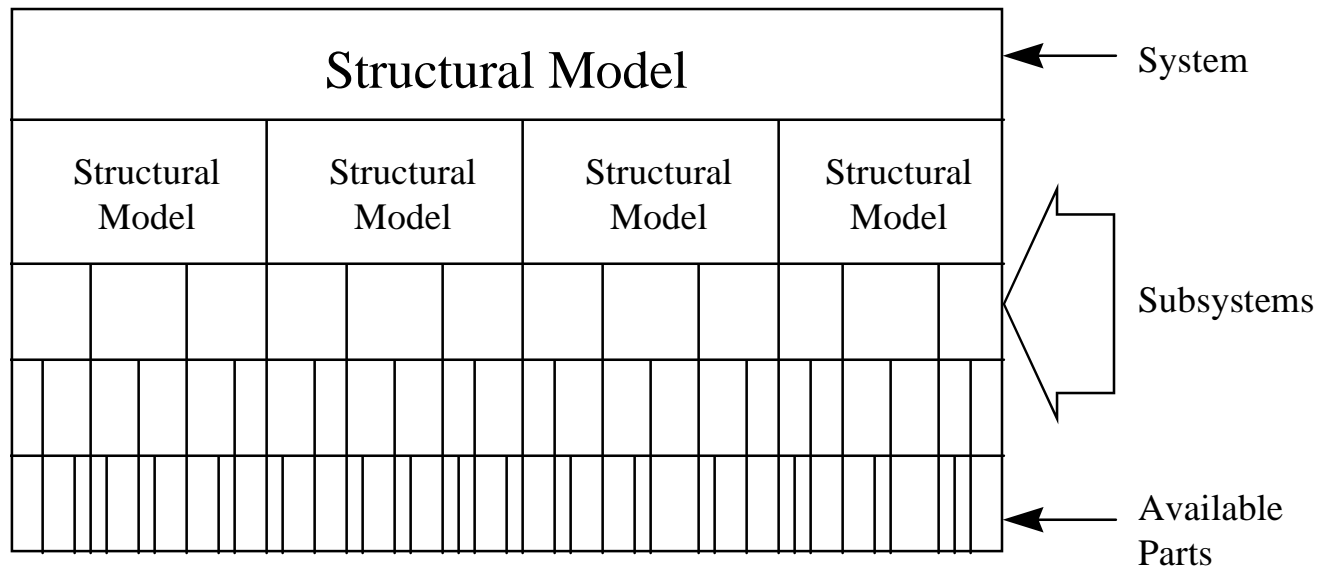 Structural Model
System
Structural
Model
Structural
Model
Structural
Model
Structural
Model
Subsystems
Available
Parts